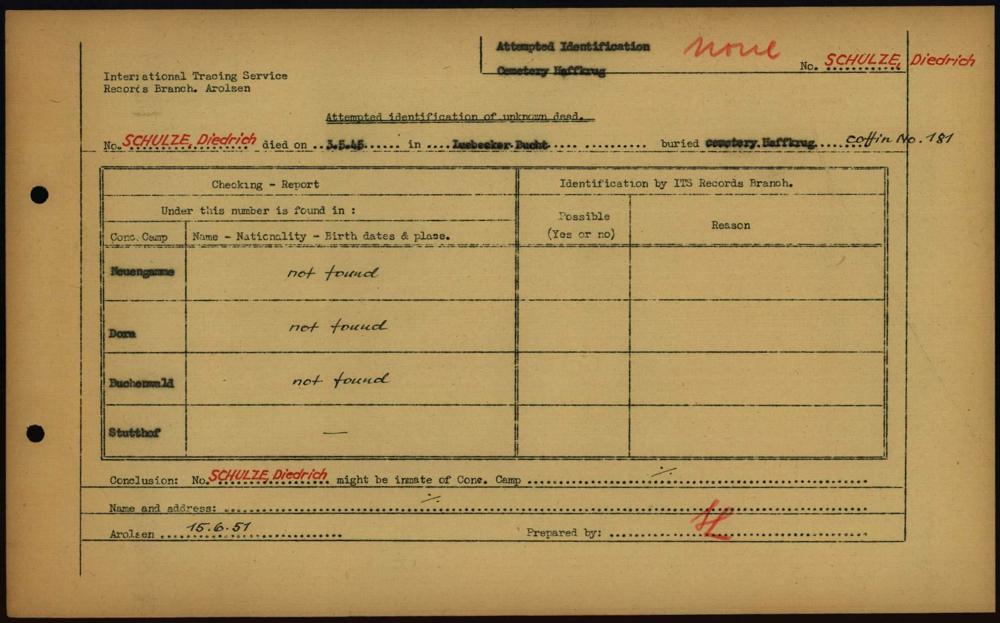 Attempted Identification
none
Cemetery Haffkrug
No. SCHULZE, Diedrich
International Tracing Service
Records Branch. Arolsen
Attempted identification of unknown dead.
No. SCHULZE, Diedrich died on ..3.5.45...... in .... Luebecker Bucht.... ........... buried cemetery Haffkrug.... coffin No. 181
Checking - Report
Identification by ITS Records Branch.
Under this number is found in :
Possible
(Yes or no)
Reason
Conc. Camp
Name - Nationality - Birth dates & place.
Neuengamme
not found
Dora
not found
Buchenwald
not found
Stutthof
—
Conclusion: No. SCHULZE, Diedrich might be inmate of Conc. Camp ........ ÷ ........
Name and address: ........ ÷ ........
Arolsen ....15.6.51........
Prepared by: ........